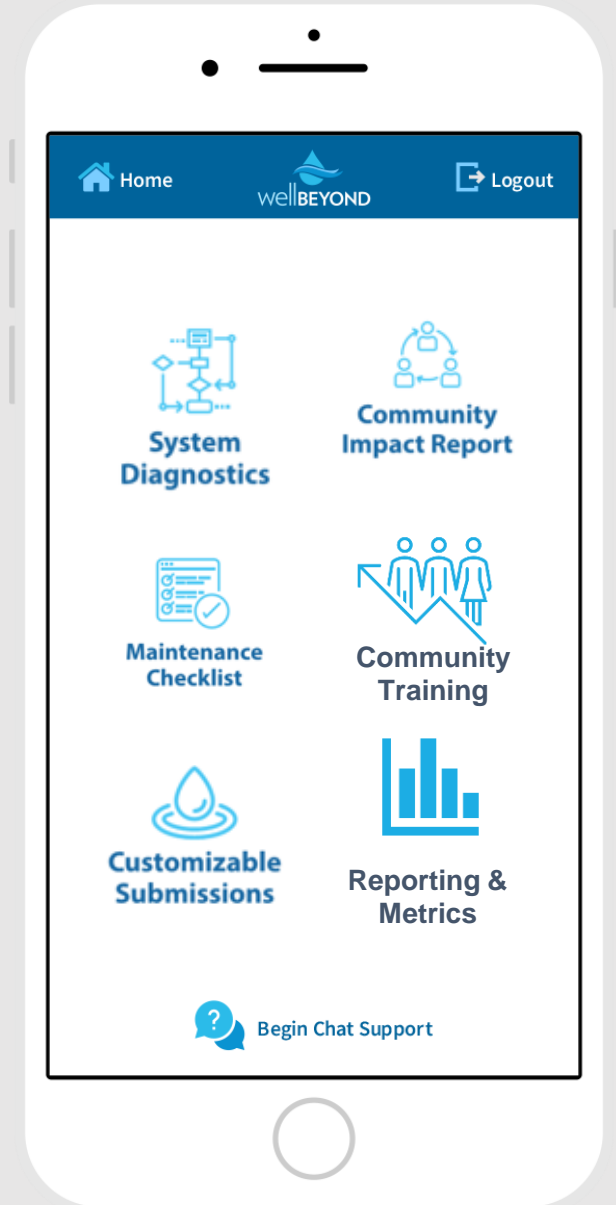 Home
wellBEYOND
Logout
System
Diagnostics
Community
Impact Report
Maintenance
Checklist
Community
Training
Customizable
Submissions
Reporting &
Metrics
?
Begin Chat Support